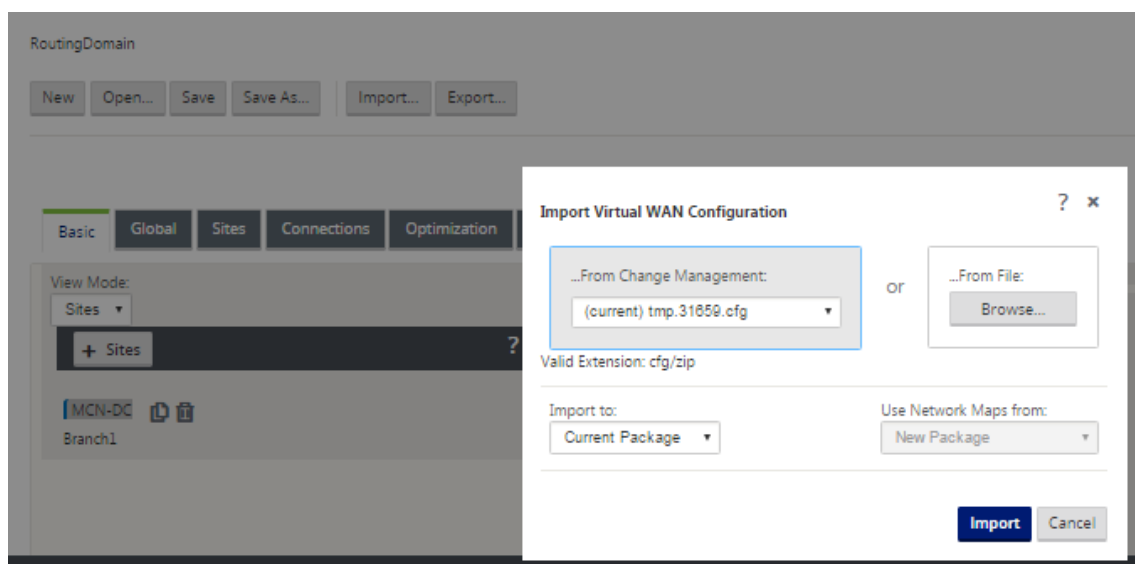 RoutingDomain
New Open... Save Save As... Import... Export...
Basic Global Sites Connections Optimization
View Mode:
Sites
+ Sites ?
MCN-DC
Branch1
Import Virtual WAN Configuration ? ×
...From Change Management:
(current) tmp.31659.cfg
or
...From File:
Browse...
Valid Extension: cfg/zip
Import to:
Current Package
Use Network Maps from:
New Package
Import Cancel